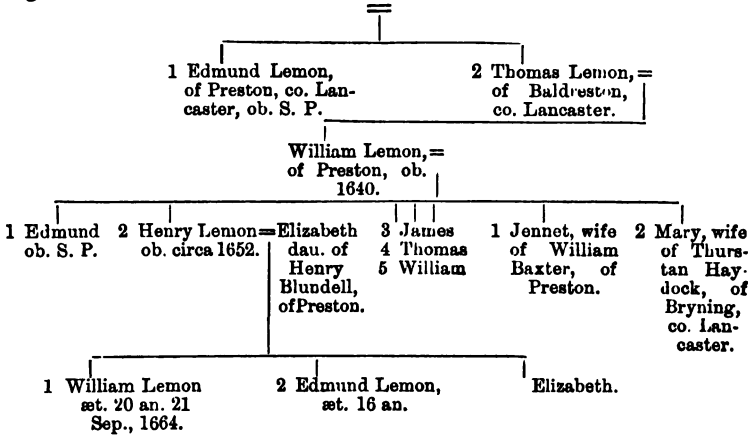 1 Edmund Lemon,
of Preston, co. Lan-
caster, ob. S. P.
2 Thomas Lemon,=
of Baldreston,
co. Lancaster.
William Lemon,=
of Preston, ob.
1640.
1 Edmund
ob. S. P.
2 Henry Lemon=Elizabeth
ob. circa 1652.
dau. of
Henry
Blundell,
of Preston.
3 James
4 Thomas
5 William
1 Jennet, wife
of William
Baxter, of
Preston.
2 Mary, wife
of Thurs-
tan Hay-
dock, of
Bryning,
co. Lan-
caster.
1 William Lemon
æt. 20 an. 21
Sep., 1664.
2 Edmund Lemon,
æt. 16 an.
Elizabeth.